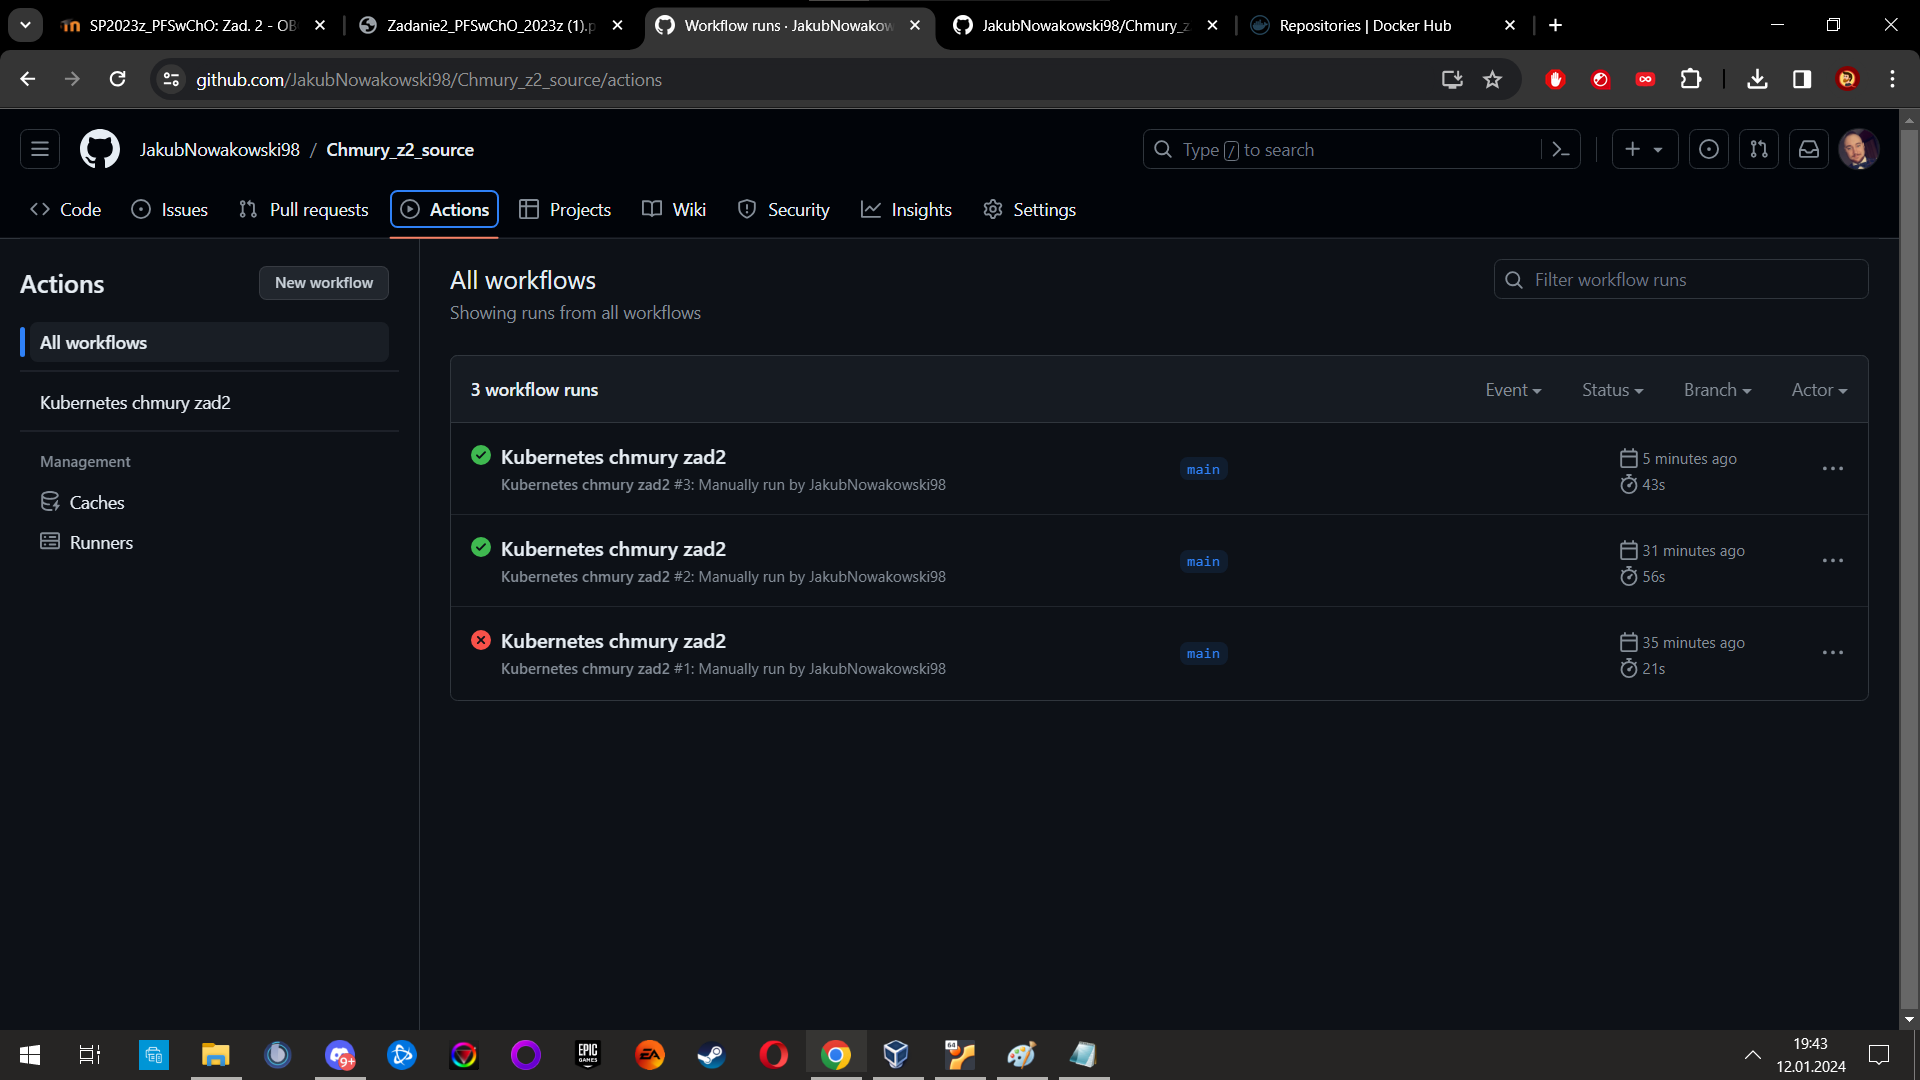 SP2023z_PFSwChO: Zad. 2 - OB
Zadanie2_PFSwChO_2023z (1).p
Workflow runs · JakubNowakow
JakubNowakowski98/Chmury_z
Repositories | Docker Hub
github.com/JakubNowakowski98/Chmury_z2_source/actions
JakubNowakowski98 / Chmury_z2_source
Type / to search
Code
Issues
Pull requests
Actions
Projects
Wiki
Security
Insights
Settings
Actions
New workflow
All workflows
Kubernetes chmury zad2
Management
Caches
Runners
All workflows
Showing runs from all workflows
Filter workflow runs
3 workflow runs
Event
Status
Branch
Actor
Kubernetes chmury zad2
Kubernetes chmury zad2 #3: Manually run by JakubNowakowski98
main
5 minutes ago
43s
Kubernetes chmury zad2
Kubernetes chmury zad2 #2: Manually run by JakubNowakowski98
main
31 minutes ago
56s
Kubernetes chmury zad2
Kubernetes chmury zad2 #1: Manually run by JakubNowakowski98
main
35 minutes ago
21s
9+
EPIC
GAMES
EA
64
19:43
12.01.2024